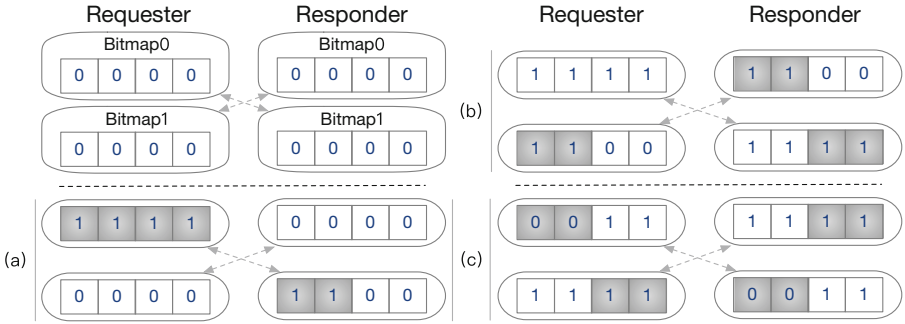 Requester Responder
Bitmap0 Bitmap0
0 0 0 0 0 0 0 0
Bitmap1 Bitmap1
0 0 0 0 0 0 0 0
(a)
1 1 1 1 0 0 0 0
0 0 0 0 1 1 0 0
Requester Responder
(b)
1 1 1 1 1 1 0 0
1 1 0 0 1 1 1 1
(c)
0 0 1 1 1 1 1 1
1 1 1 1 0 0 1 1